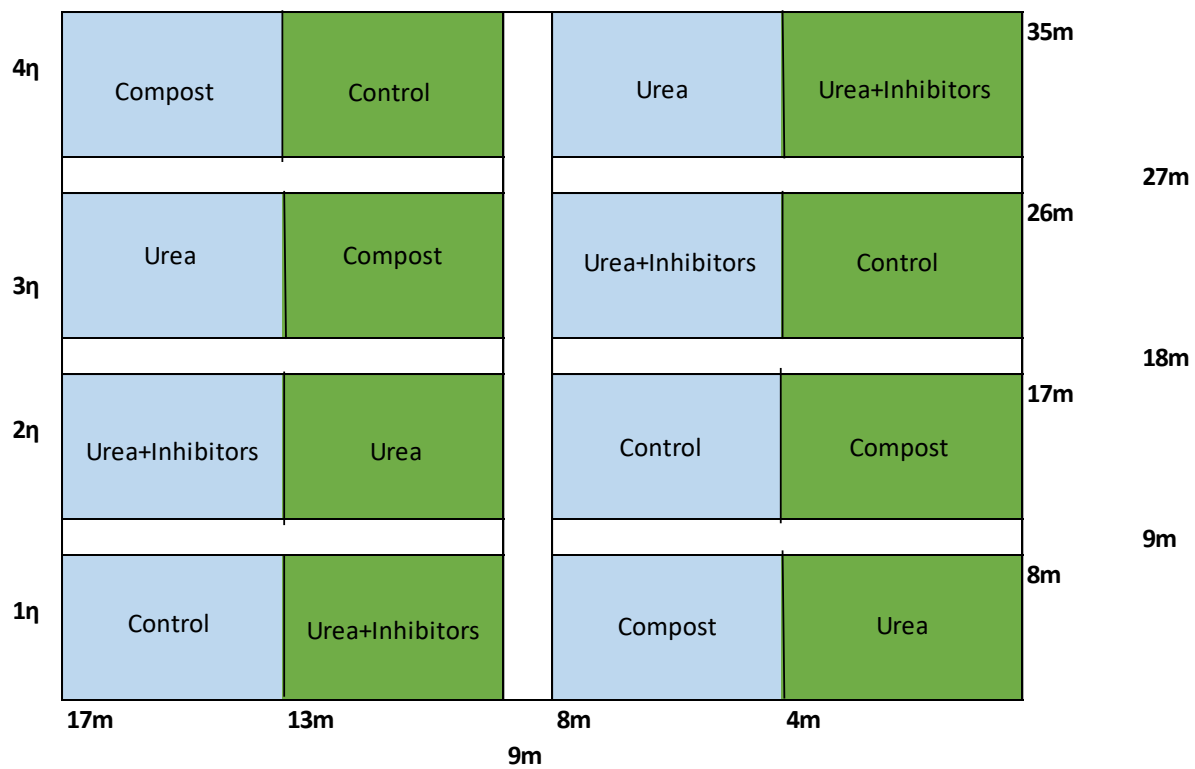 35m
4η
Compost
Control
Urea
Urea+Inhibitors
27m
26m
3η
Urea
Compost
Urea+Inhibitors
Control
18m
17m
2η
Urea+Inhibitors
Urea
Control
Compost
9m
8m
1η
Control
Urea+Inhibitors
Compost
Urea
17m
13m
8m
4m
9m